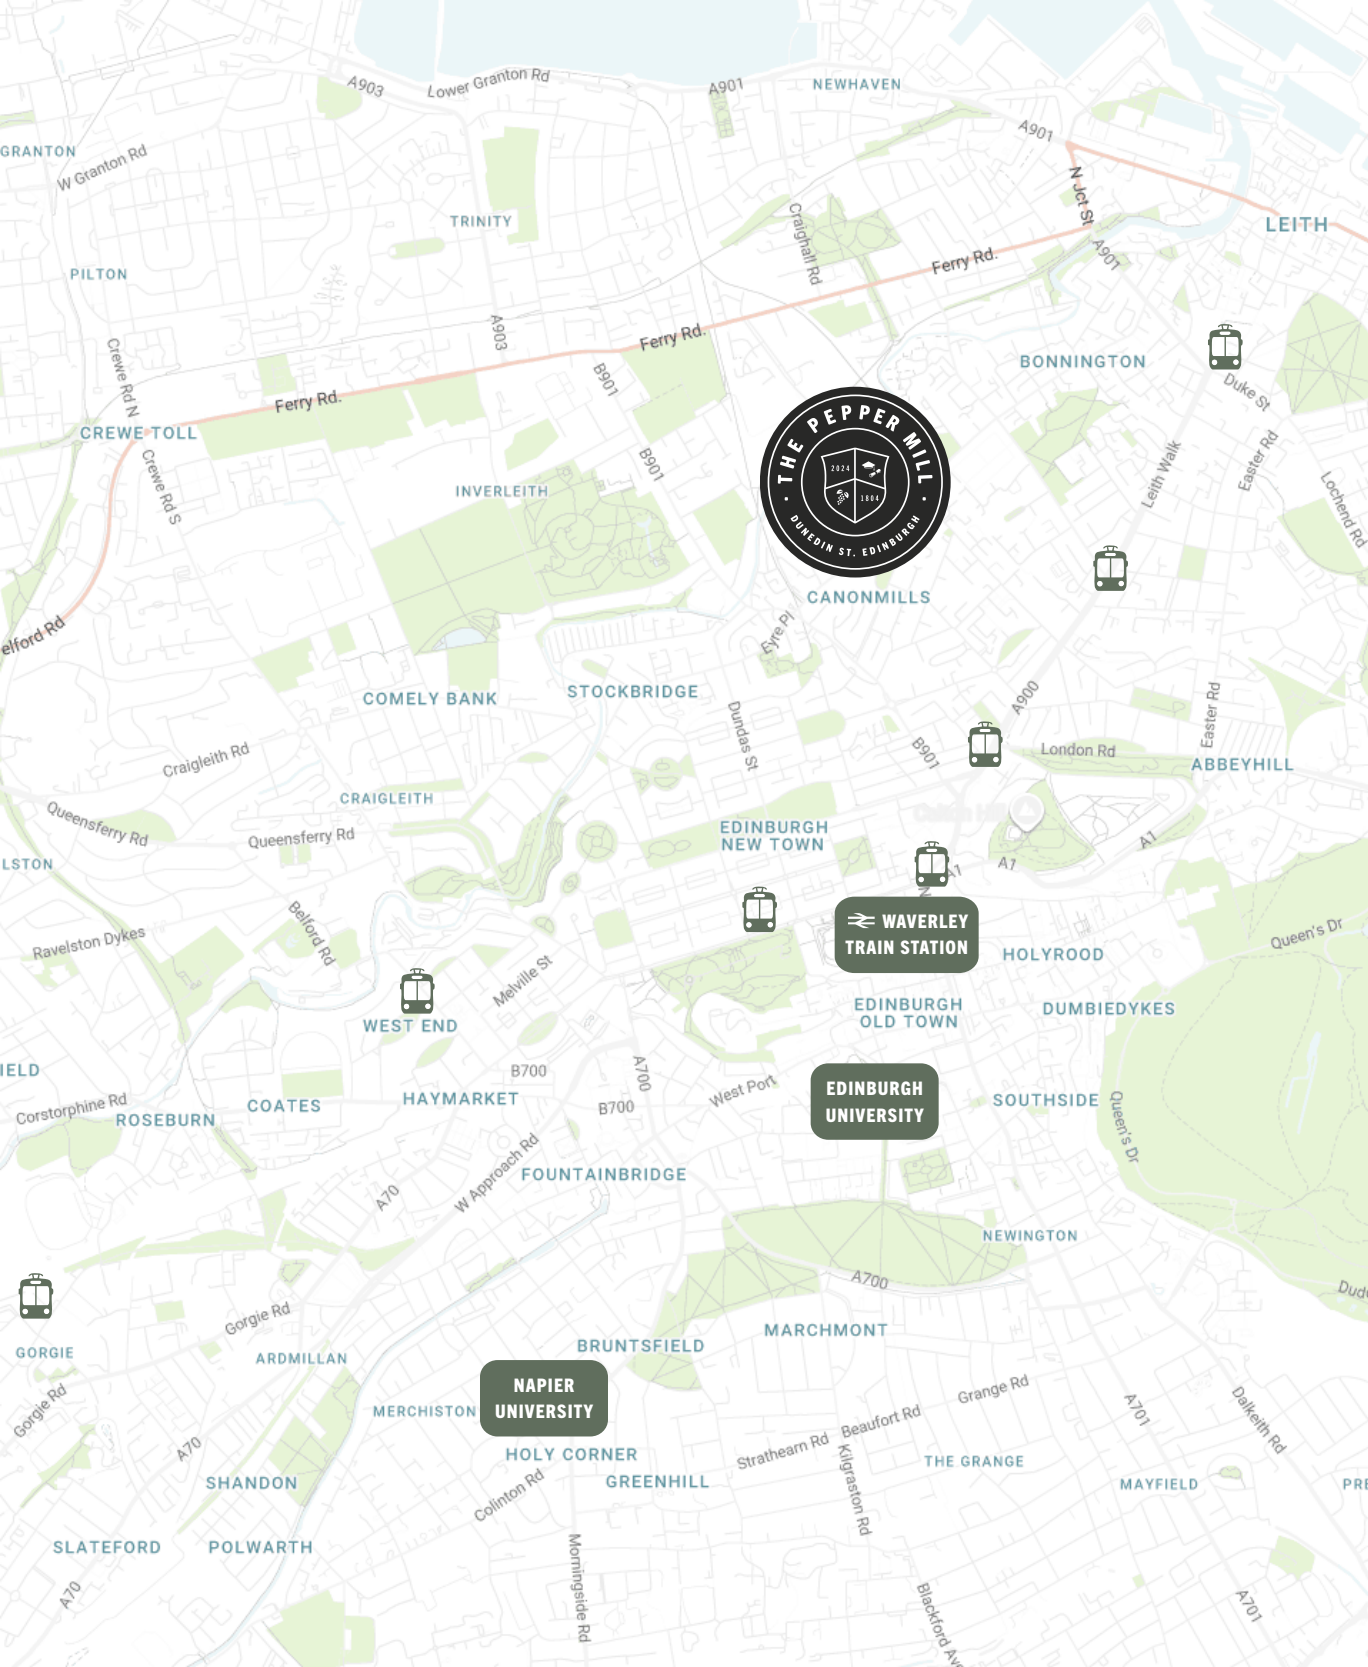 A903
Lower Granton Rd
A901
NEWHAVEN
A901
GRANTON
W Granton Rd
N Jct St
TRINITY
Craighall Rd
LEITH
A901
Ferry Rd.
PILTON
A903
Ferry Rd.
Crewe Rd N
B901
BONNINGTON
Duke St
Ferry Rd.
CREWE TOLL
THE PEPPER MILL
2024
1804
DUNEDIN ST. EDINBURGH
Crewe Rd S
B901
INVERLEITH
Leith Walk
Easter Rd
Lochend Rd
CANONMILLS
elford Rd
Eyre Pl
COMELY BANK
STOCKBRIDGE
A900
Easter Rd
Dundas St
B901
London Rd
ABBEYHILL
Craigleith Rd
CRAIGLEITH
Queensferry Rd
Queensferry Rd
EDINBURGH
NEW TOWN
A1
A1
A1
LSTON
WAVERLEY
TRAIN STATION
Belford Rd
Ravelston Dykes
Queen's Dr
HOLYROOD
Melville St
EDINBURGH
OLD TOWN
DUMBIEDYKES
WEST END
IELD
B700
A700
West Port
EDINBURGH
UNIVERSITY
HAYMARKET
B700
SOUTHSIDE
Queen's Dr
Corstorphine Rd
COATES
ROSEBURN
W Approach Rd
FOUNTAINBRIDGE
A70
NEWINGTON
A700
Dud
Gorgie Rd
MARCHMONT
BRUNTSFIELD
GORGIE
ARDMILLAN
NAPIER
UNIVERSITY
MERCHISTON
Gorgie Rd
Grange Rd
A701
Dalkeith Rd
Beaufort Rd
Strathearn Rd
A70
HOLY CORNER
Kilgraston Rd
THE GRANGE
SHANDON
Colinton Rd
GREENHILL
MAYFIELD
PRE
SLATEFORD
POLWARTH
Morningside Rd
A70
Blackford Av
A701